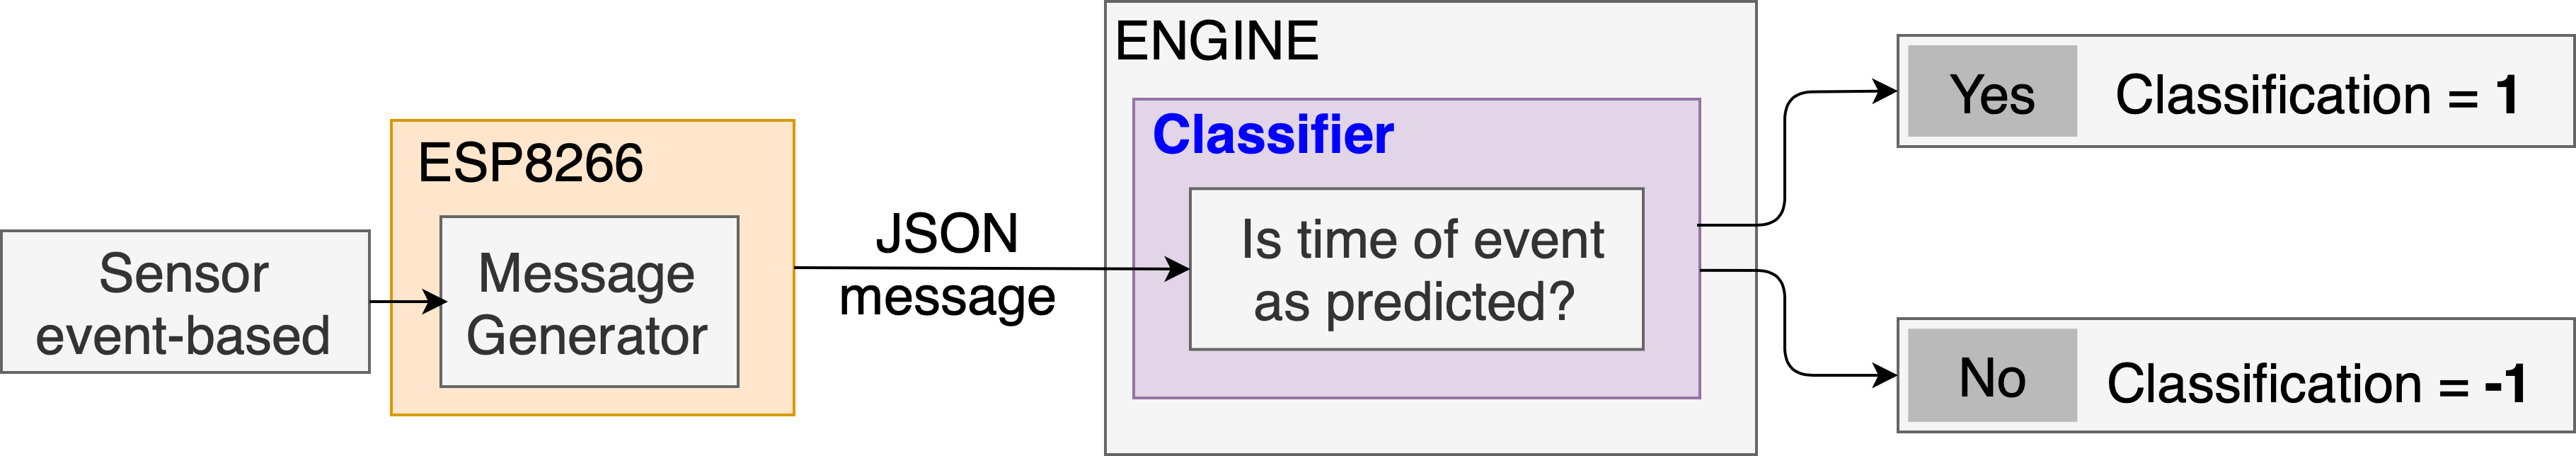 Sensor
event-based
ESP8266
Message
Generator
JSON
message
ENGINE
Classifier
Is time of event
as predicted?
Yes Classification = 1
No Classification = -1